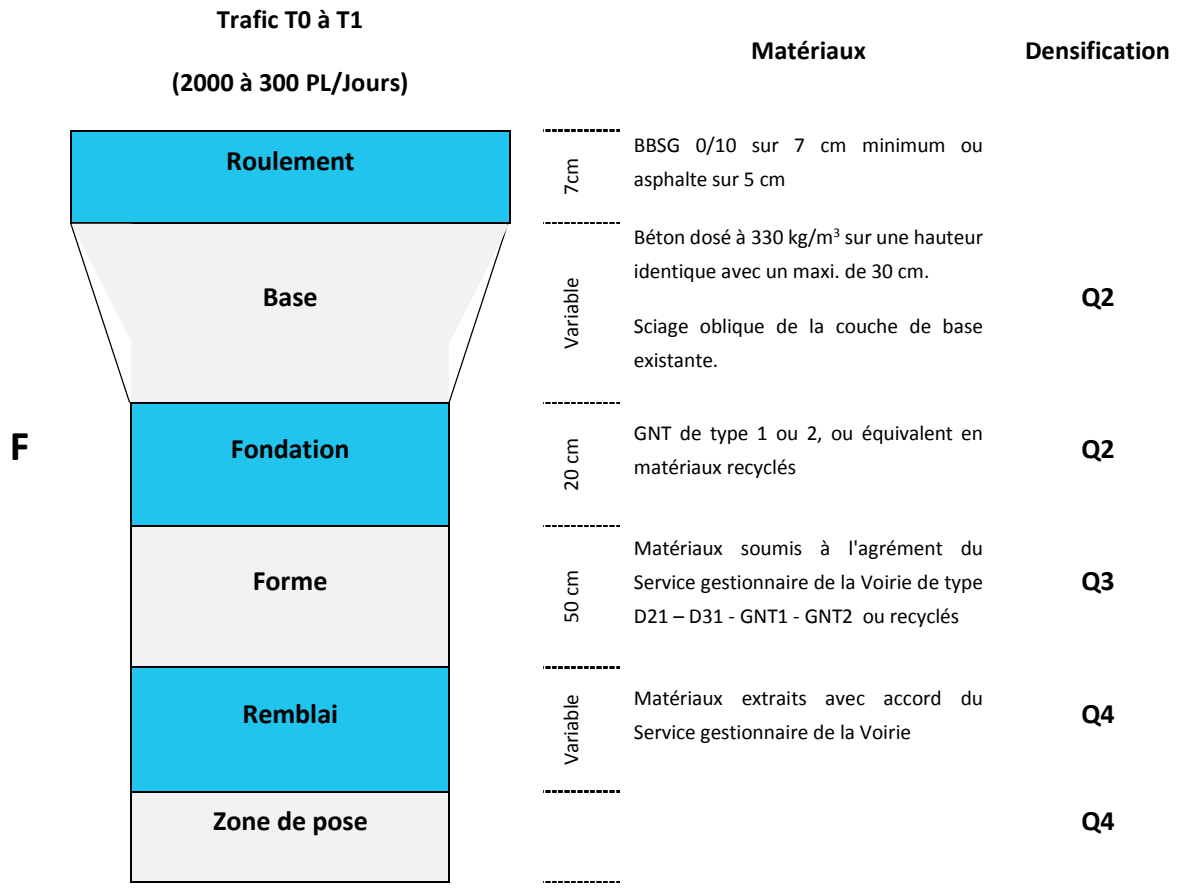 Trafic T0 à T1
(2000 à 300 PL/Jours)
Matériaux
Densification
Roulement
7cm
BBSG 0/10 sur 7 cm minimum ou
asphalte sur 5 cm
Base
Variable
Béton dosé à 330 kg/m³ sur une hauteur
identique avec un maxi. de 30 cm.
Sciage oblique de la couche de base
existante.
Q2
F
Fondation
20 cm
GNT de type 1 ou 2, ou équivalent en
matériaux recyclés
Q2
Forme
50 cm
Matériaux soumis à l'agrément du
Service gestionnaire de la Voirie de type
D21 – D31 - GNT1 - GNT2 ou recyclés
Q3
Remblai
Variable
Matériaux extraits avec accord du
Service gestionnaire de la Voirie
Q4
Zone de pose
Q4